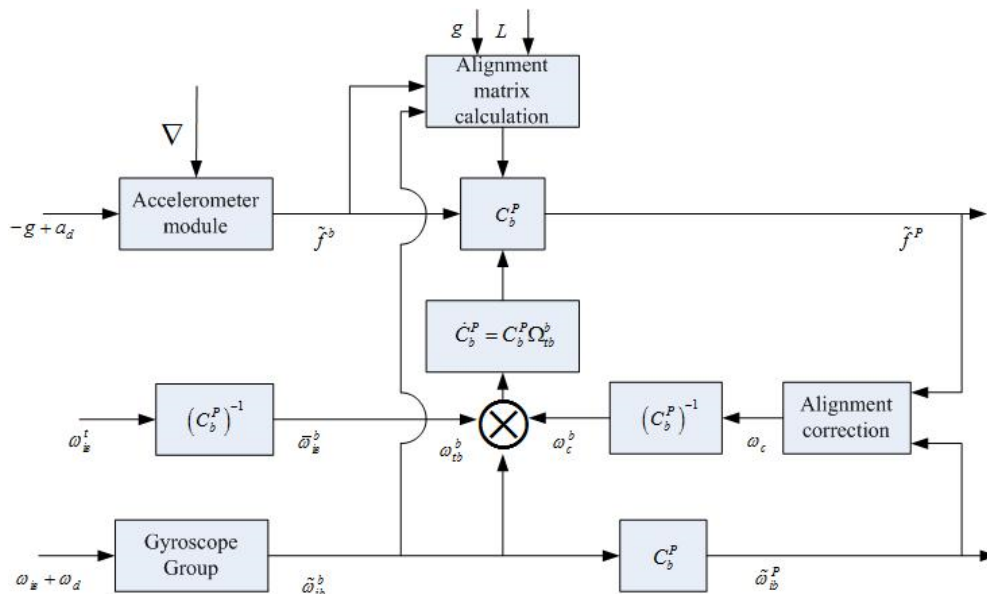 g L
Alignment
matrix
calculation
∇
Accelerometer
module
-g + a_d
f̃^b
C_b^P
f̃^P
Ċ_b^P = C_b^P Ω_tb^b
(C_b^P)^{-1}
ω_ie^t
ω̄_ie^b
ω_tb^b
ω_c^b
(C_b^P)^{-1}
ω_c
Alignment
correction
Gyroscope
Group
ω_ie + ω_d
ω̃_ib^b
C_b^P
ω̃_ib^P